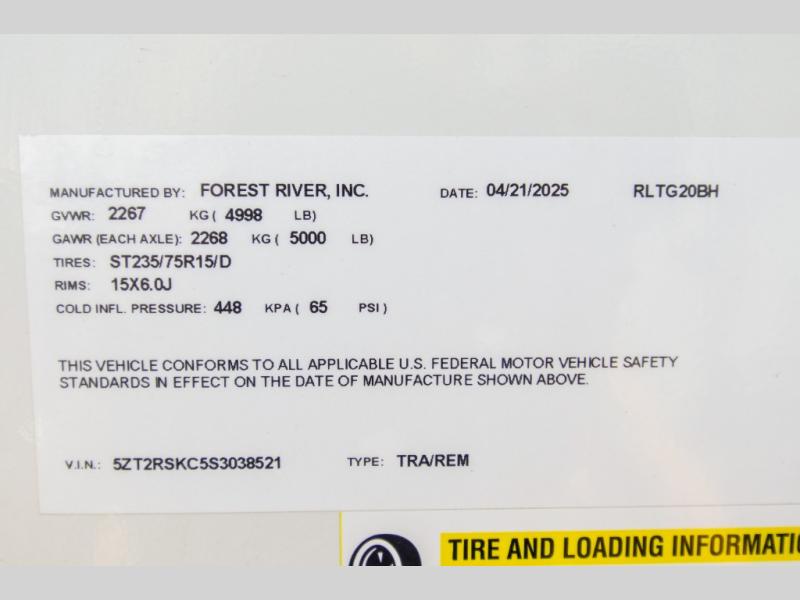 MANUFACTURED BY: FOREST RIVER, INC. DATE: 04/21/2025 RLTG20BH
GVWR: 2267 KG ( 4998 LB)
GAWR (EACH AXLE): 2268 KG ( 5000 LB)
TIRES: ST235/75R15/D
RIMS: 15X6.0J
COLD INFL. PRESSURE: 448 KPA ( 65 PSI )
THIS VEHICLE CONFORMS TO ALL APPLICABLE U.S. FEDERAL MOTOR VEHICLE SAFETY
STANDARDS IN EFFECT ON THE DATE OF MANUFACTURE SHOWN ABOVE.
V.I.N.: 5ZT2RSKC5S3038521 TYPE: TRA/REM
TIRE AND LOADING